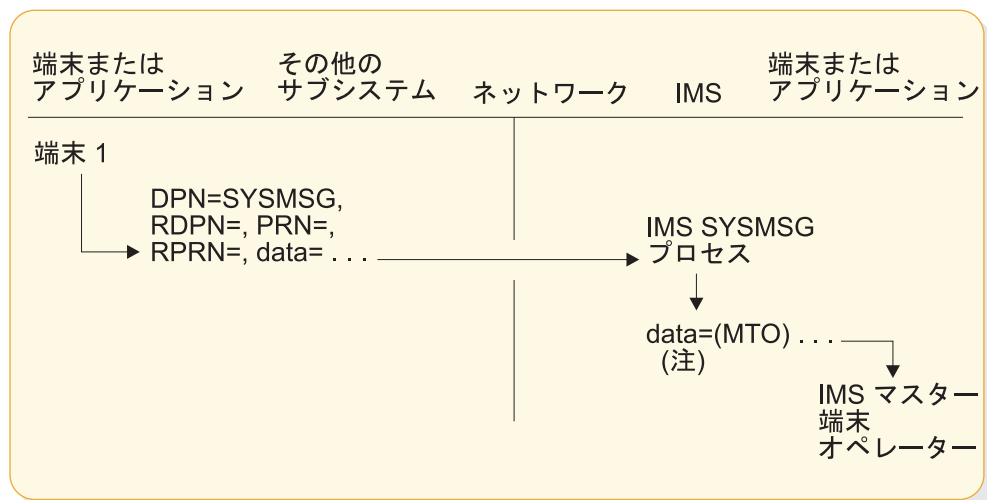 端末または
アプリケーション
その他の
サブシステム
ネットワーク
IMS
端末または
アプリケーション
端末 1
DPN=SYSMSG,
RDPN=, PRN=,
RPRN=, data= . . .
IMS SYSMSG
プロセス
data=(MTO) . . .
(注)
IMS マスター
端末
オペレーター